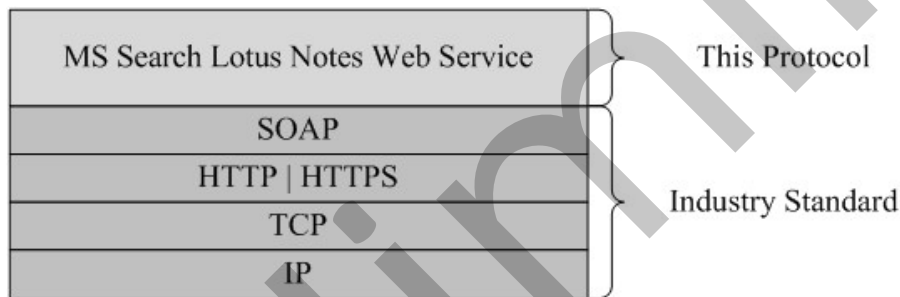 MS Search Lotus Notes Web Service
This Protocol
SOAP
HTTP | HTTPS
TCP
IP
Industry Standard